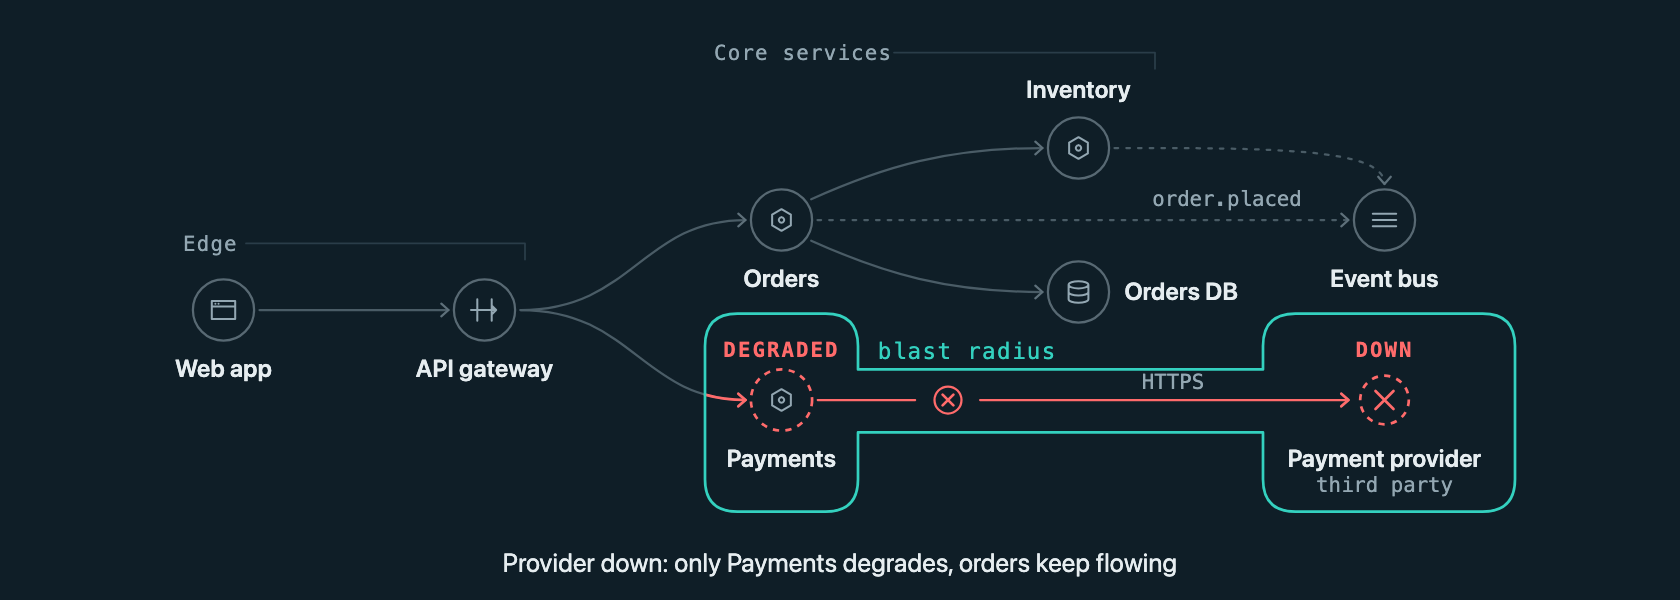 Core services
Inventory
order.placed
Edge
Orders
Event bus
Orders DB
Web app
API gateway
DEGRADED
blast radius
DOWN
HTTPS
Payments
Payment provider
third party
Provider down: only Payments degrades, orders keep flowing